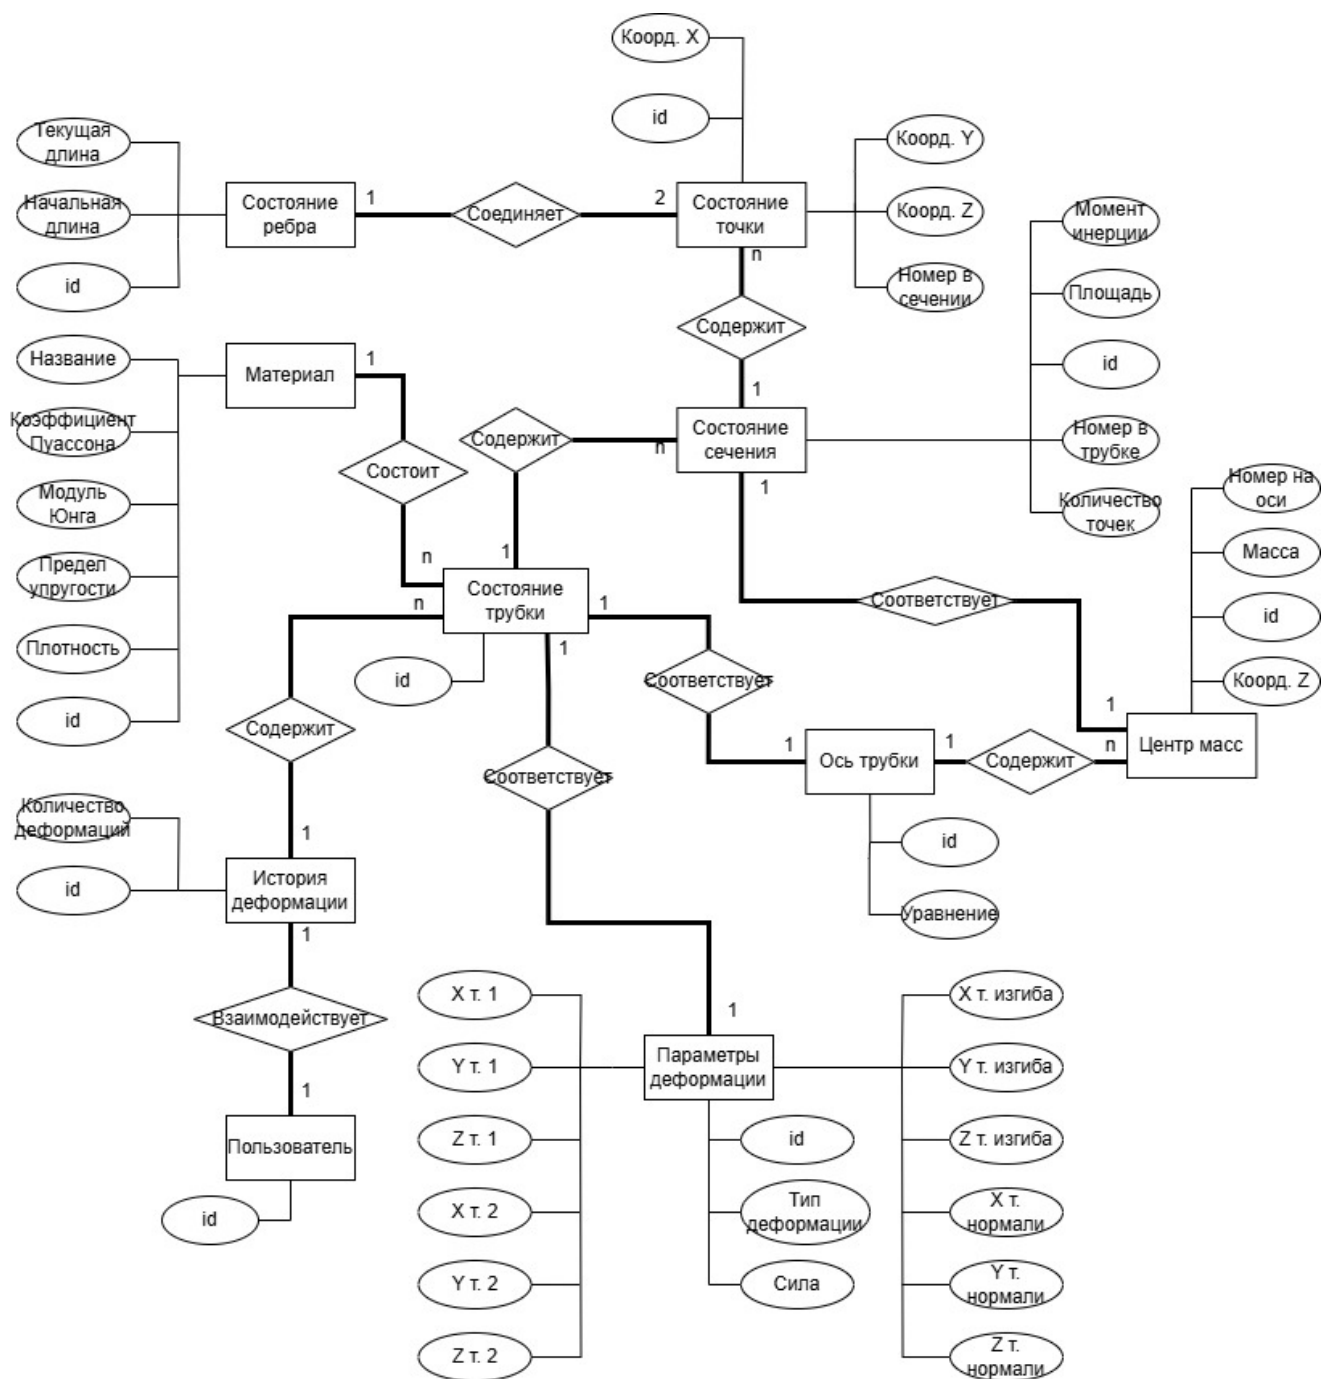 Коорд. X
id
Текущая
длина
Начальная
длина
id
Состояние
ребра
1
Соединяет
2
Состояние
точки
n
Коорд. Y
Коорд. Z
Номер в
сечении
Момент
инерции
Площадь
id
Номер в
трубке
Количество
точек
Содержит
1
Название
Коэффициент
Пуассона
Модуль
Юнга
Предел
упругости
Плотность
id
Материал
1
Состоит
n
Содержит
n
1
Состояние
сечения
1
Номер на
оси
Масса
id
Коорд. Z
Соответствует
1
Центр масс
Состояние
трубки
n
1
1
id
Соответствует
1
Ось трубки
1
Содержит
n
id
Уравнение
Содержит
1
Соответствует
1
Количество
деформаций
id
История
деформации
1
Взаимодействует
1
Пользователь
id
Параметры
деформации
X т. 1
Y т. 1
Z т. 1
X т. 2
Y т. 2
Z т. 2
id
Тип
деформации
Сила
X т. изгиба
Y т. изгиба
Z т. изгиба
X т.
нормали
Y т.
нормали
Z т.
нормали